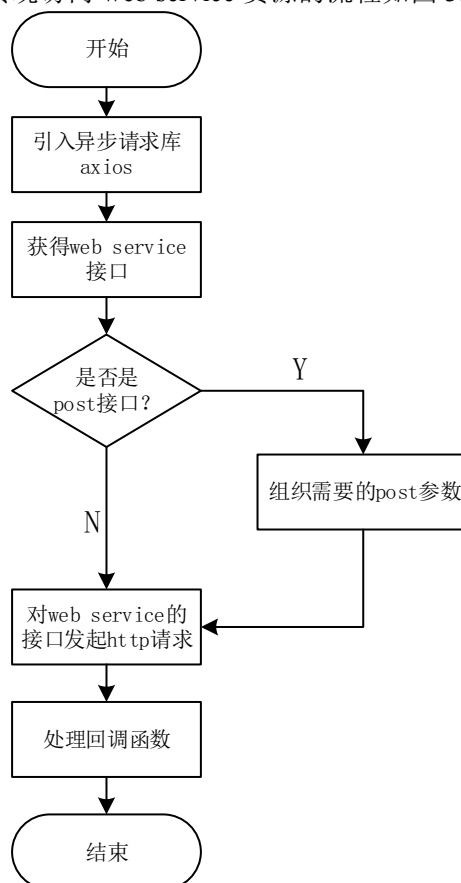 web service
开始
引入异步请求库
axios
获得web service
接口
是否是
post接口？
Y
组织需要的post参数
N
对web service的
接口发起http请求
处理回调函数
结束